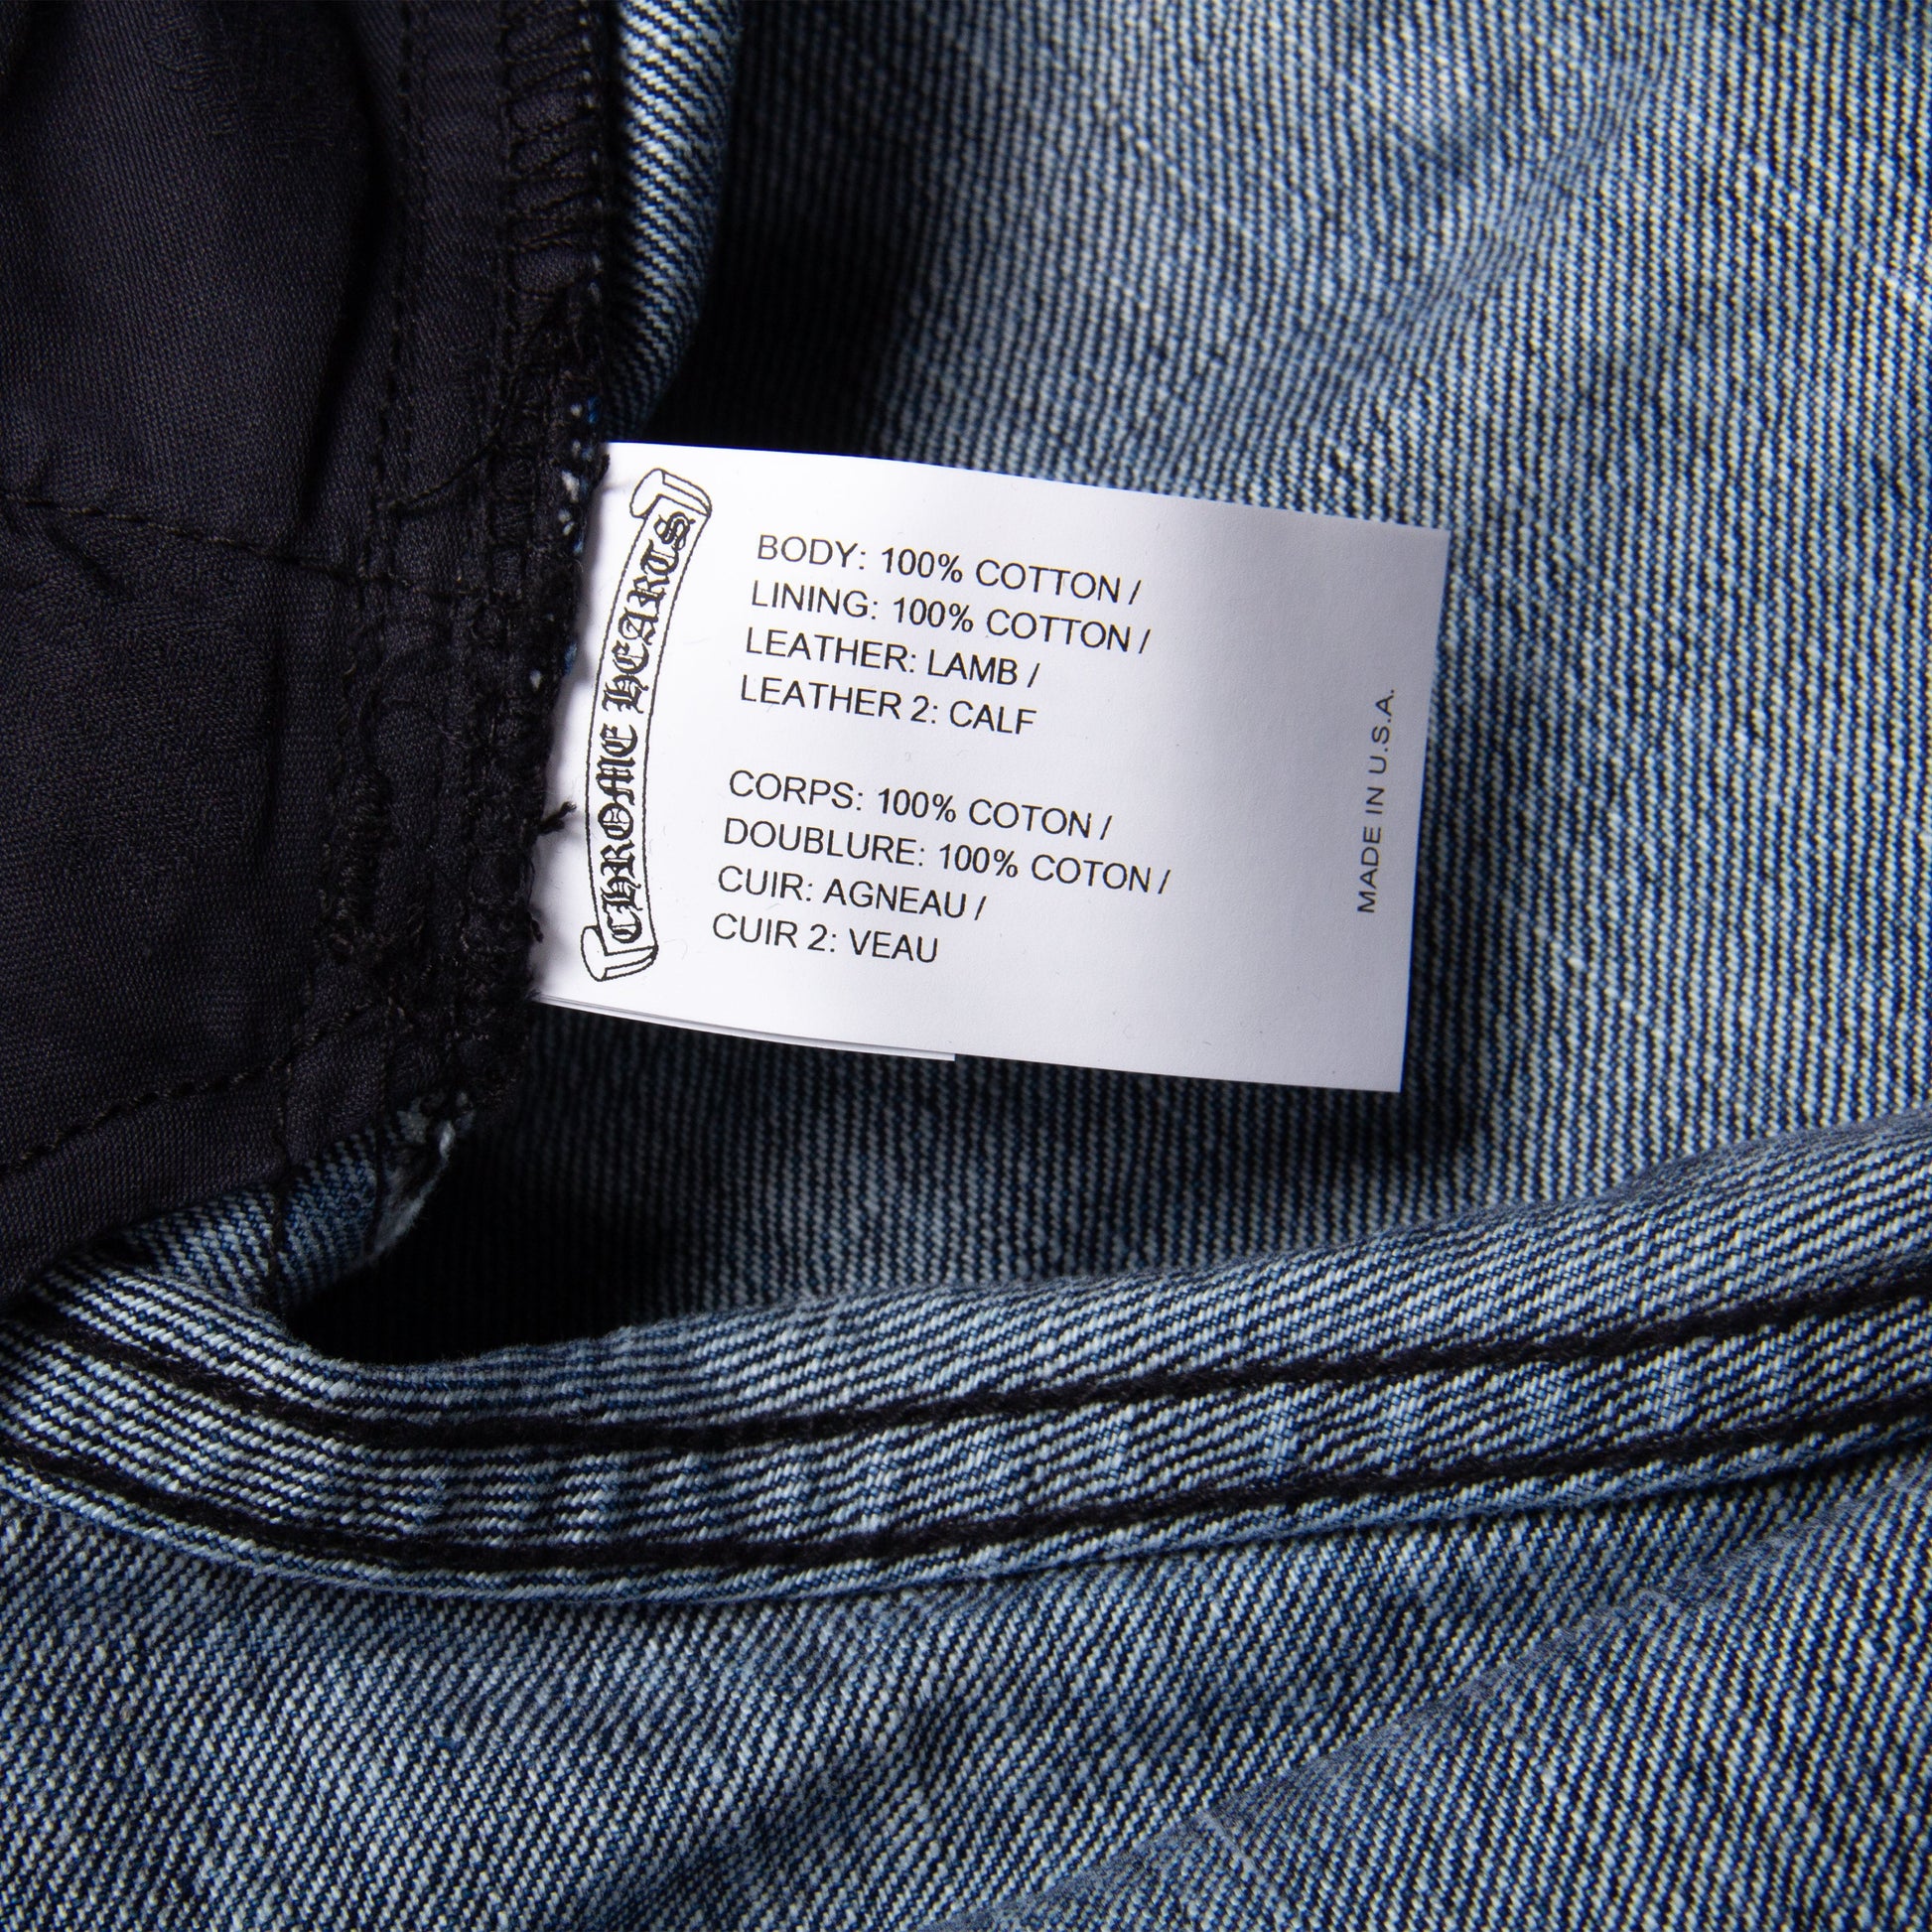 CHROME HEARTS
BODY: 100% COTTON /
LINING: 100% COTTON /
LEATHER: LAMB /
LEATHER 2: CALF
CORPS: 100% COTON /
DOUBLURE: 100% COTON /
CUIR: AGNEAU /
CUIR 2: VEAU
MADE IN U.S.A.